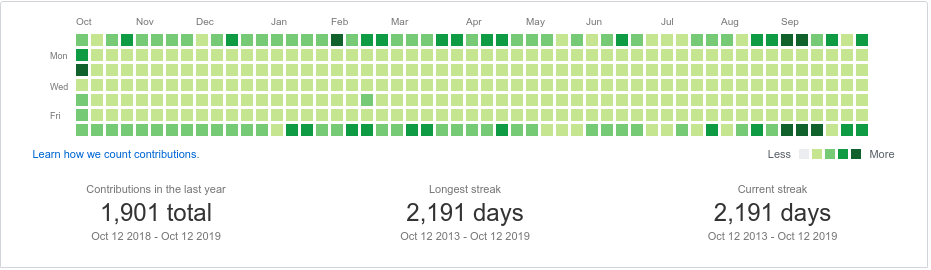 Oct Nov Dec Jan Feb Mar Apr May Jun Jul Aug Sep
Mon
Wed
Fri
Learn how we count contributions. Less More
Contributions in the last year Longest streak Current streak
1,901 total 2,191 days 2,191 days
Oct 12 2018 - Oct 12 2019 Oct 12 2013 - Oct 12 2019 Oct 12 2013 - Oct 12 2019